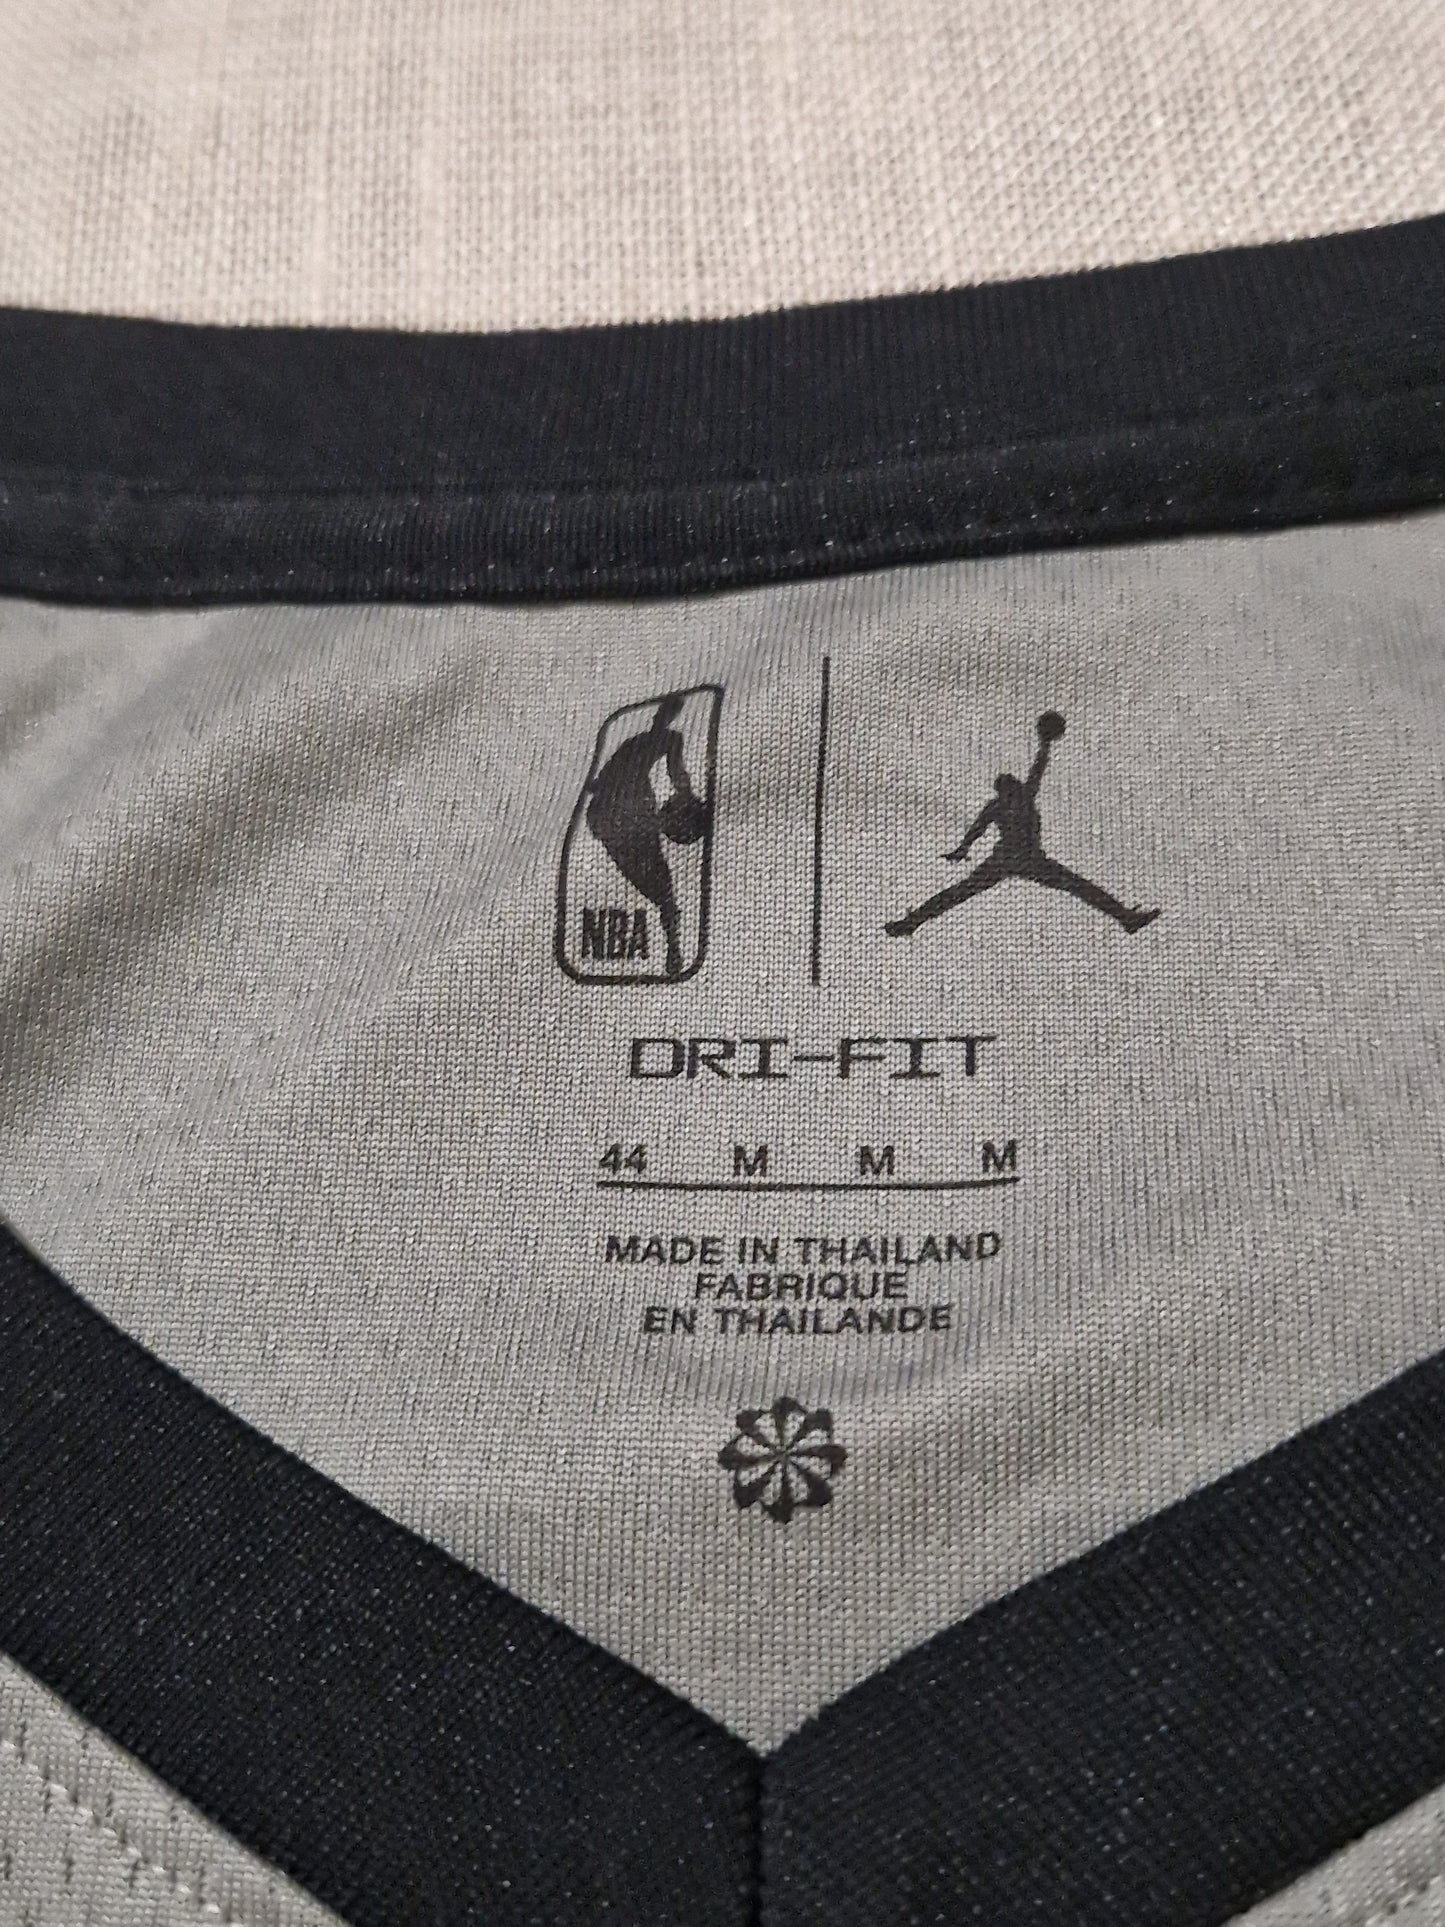 NBA
DRI-FIT
44 M M M
MADE IN THAILAND
FABRIQUE
EN THAILANDE